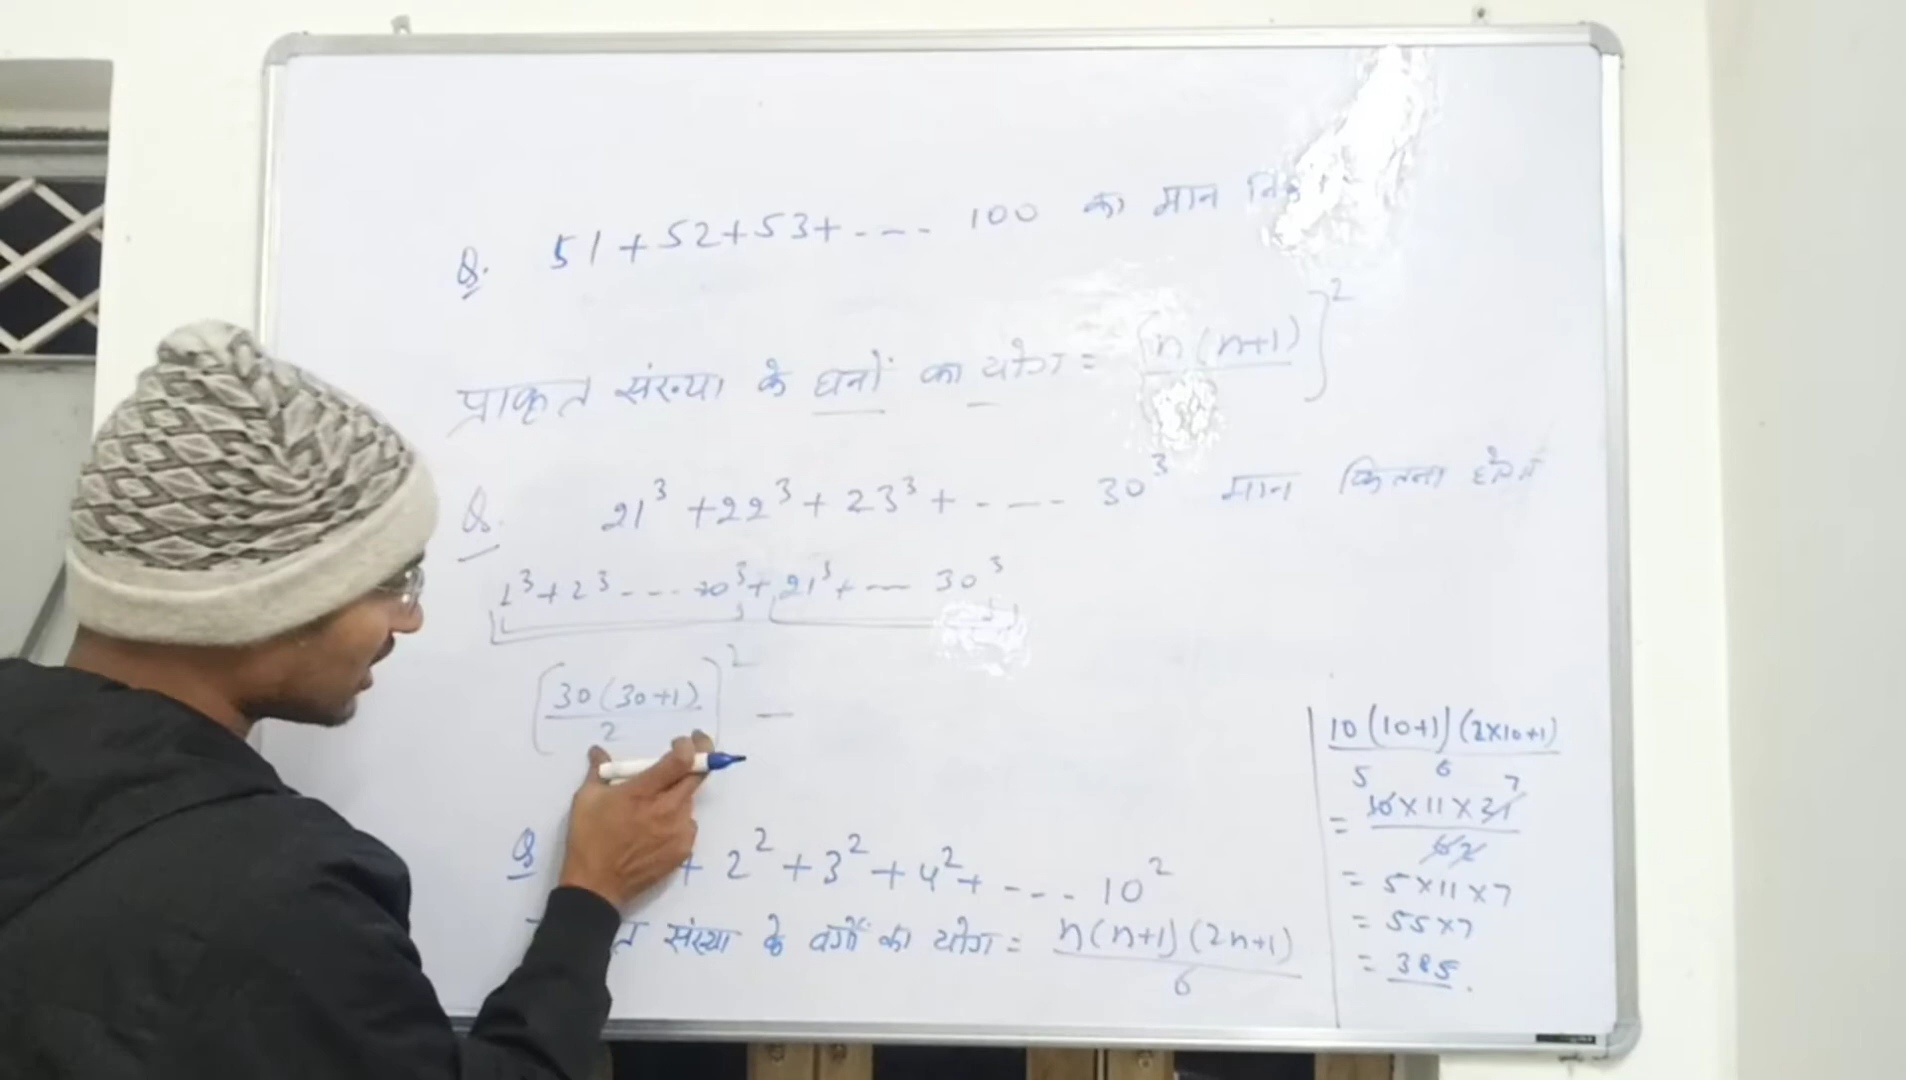 Q. 51 + 52 + 53 + - - - - 100 का मान
प्राकृत संख्या के घनों का योग = [n(n+1)]²
Q. 21³ + 22³ + 23³ + - - - - 30³ मान कितना होगा
1³ + 2³ - - - 20³ + 21³ + - - 30³
[30(30+1)/2]² -
Q + 2² + 3² + 4² + - - - 10²
संख्या के वर्गों का योग = n(n+1)(2n+1)/6
10(10+1)(2×10+1)/6
5 7
= 10×11×21/6 2
= 5×11×7
= 55×7
= 385.